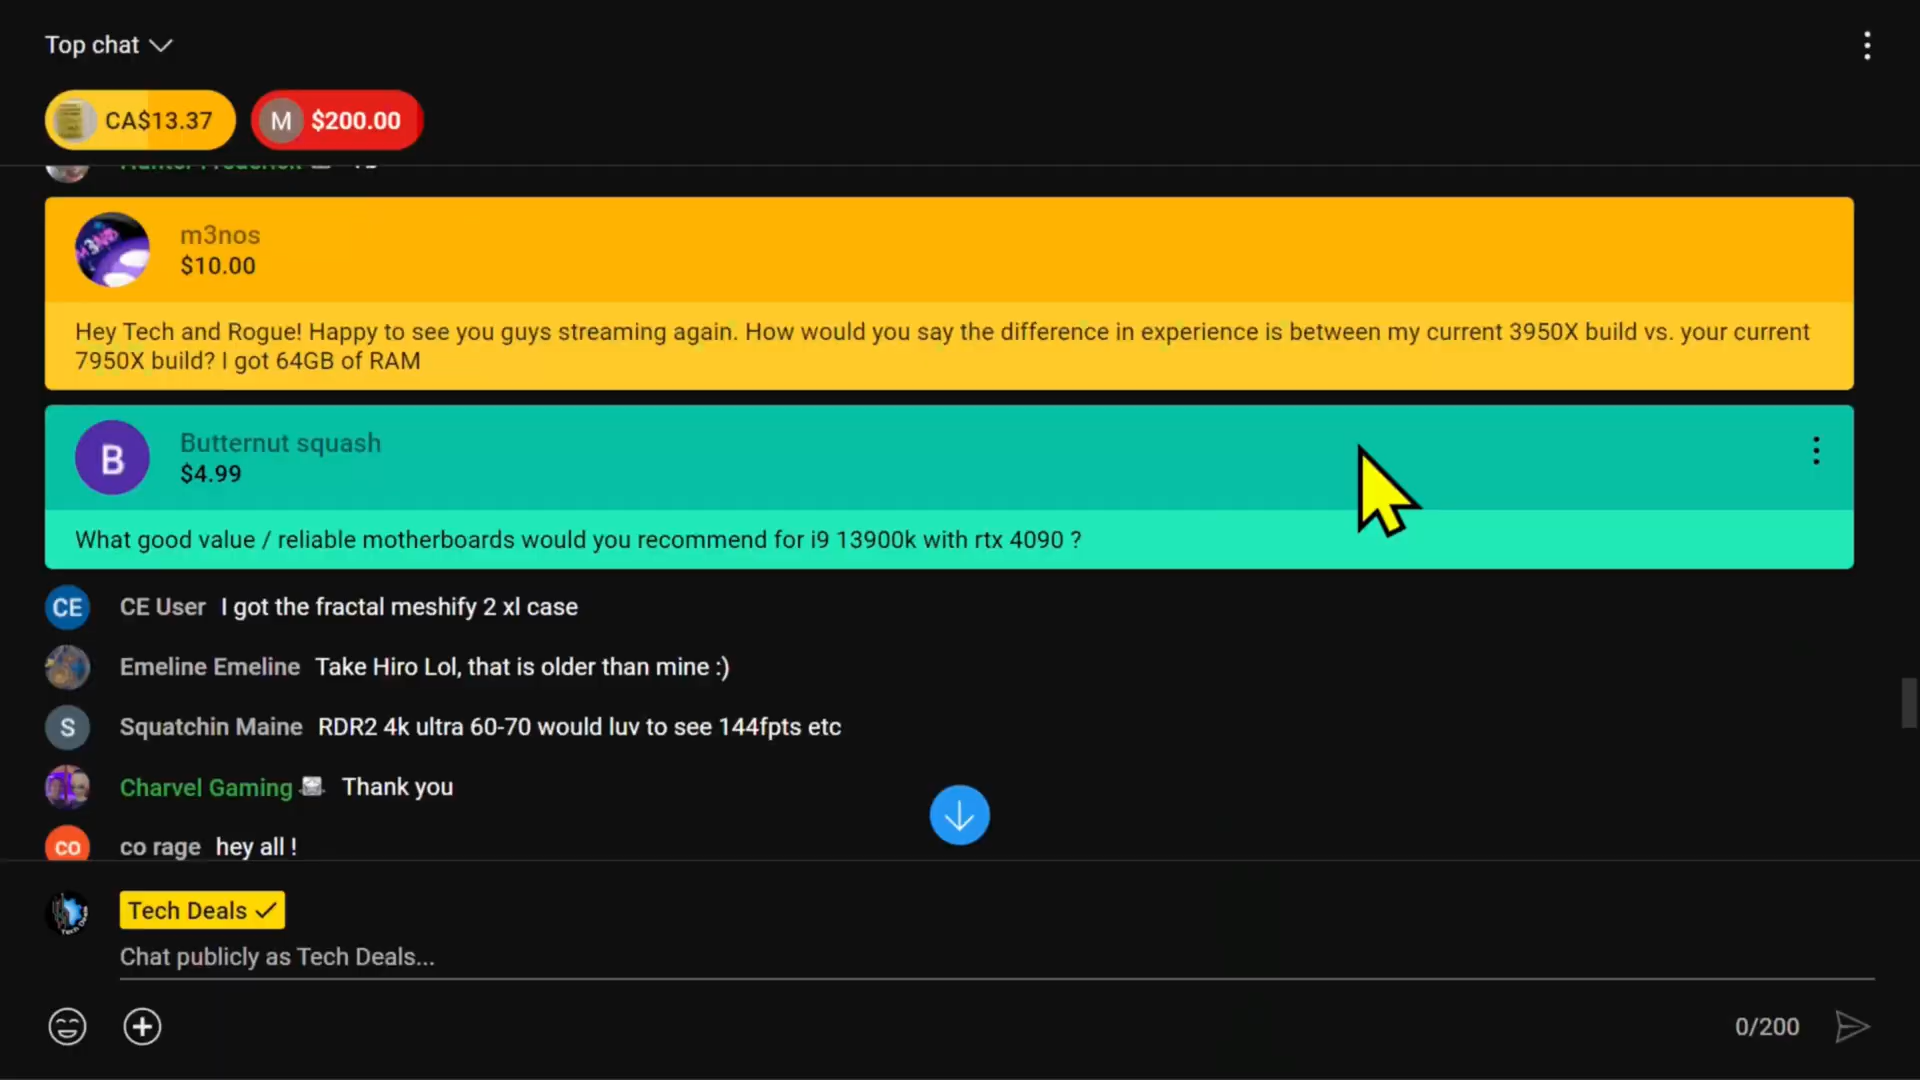 Top chat
CA$13.37
M $200.00
m3nos
$10.00
Hey Tech and Rogue! Happy to see you guys streaming again. How would you say the difference in experience is between my current 3950X build vs. your current
7950X build? I got 64GB of RAM
B
Butternut squash
$4.99
What good value / reliable motherboards would you recommend for i9 13900k with rtx 4090 ?
CE CE User I got the fractal meshify 2 xl case
Emeline Emeline Take Hiro Lol, that is older than mine :)
S Squatchin Maine RDR2 4k ultra 60-70 would luv to see 144fpts etc
Charvel Gaming Thank you
co co rage hey all !
Tech Deals
Chat publicly as Tech Deals...
0/200